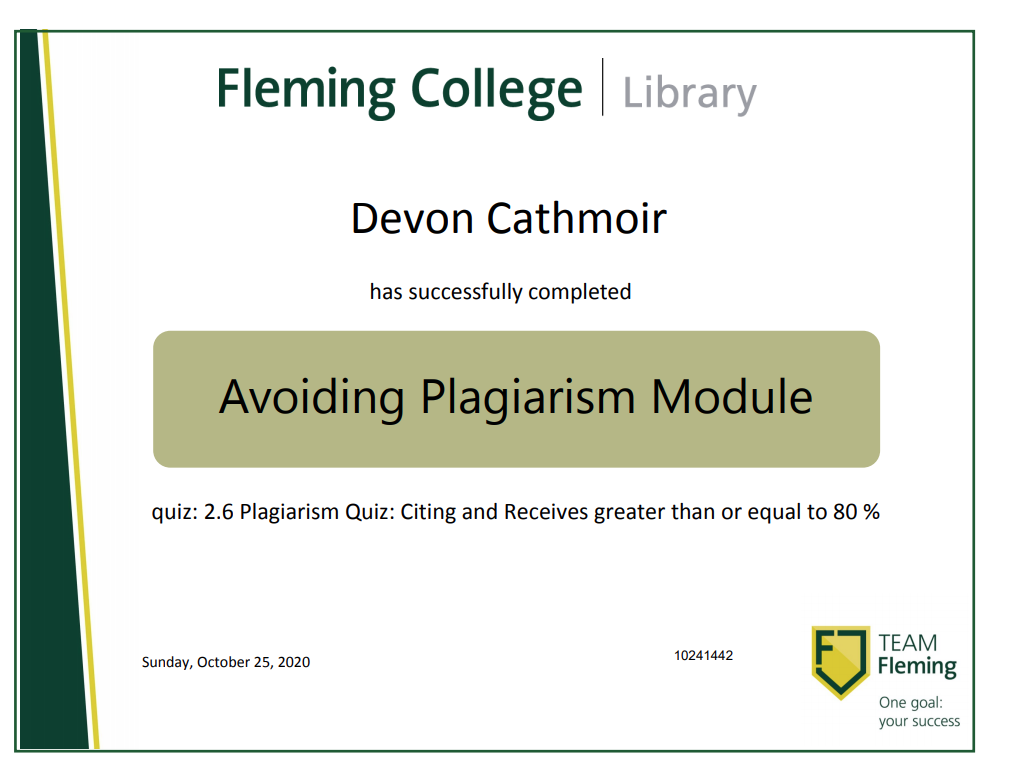 Fleming College | Library
Devon Cathmoir
has successfully completed
Avoiding Plagiarism Module
quiz: 2.6 Plagiarism Quiz: Citing and Receives greater than or equal to 80 %
Sunday, October 25, 2020
10241442
TEAM
Fleming
One goal:
your success